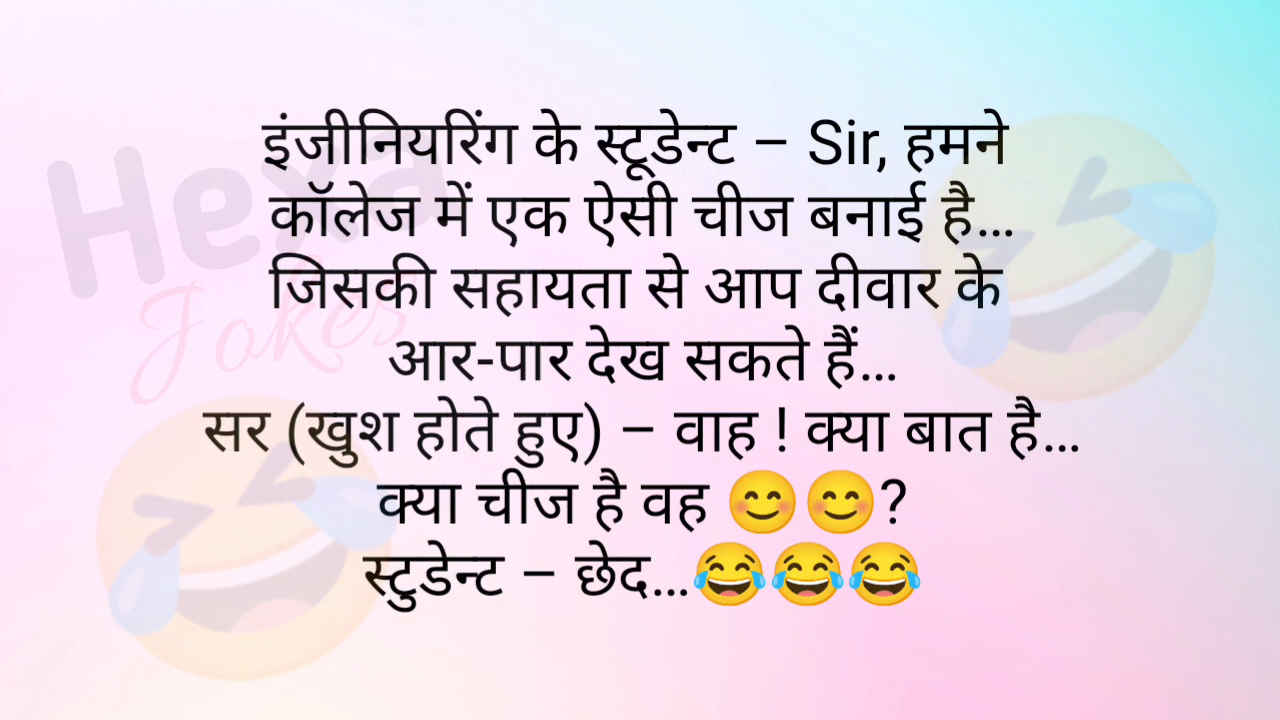 Hexa
Jokes
इंजीनियरिंग के स्टूडेन्ट – Sir, हमने
कॉलेज में एक ऐसी चीज बनाई है...
जिसकी सहायता से आप दीवार के
आर-पार देख सकते हैं...
सर (खुश होते हुए) – वाह ! क्या बात है...
क्या चीज है वह 😊😊?
स्टुडेन्ट – छेद...😂😂😂